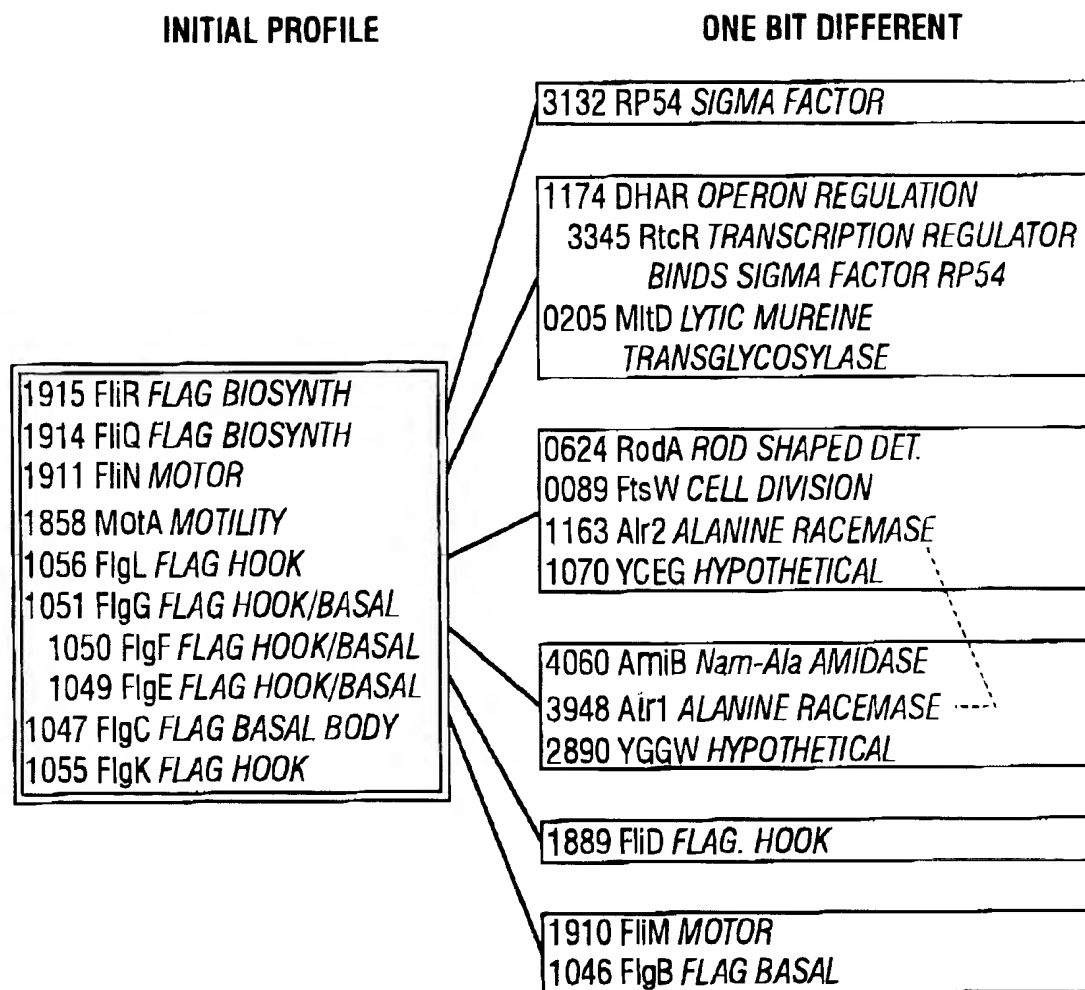 INITIAL PROFILE
ONE BIT DIFFERENT
1915 FliR FLAG BIOSYNTH
1914 FliQ FLAG BIOSYNTH
1911 FliN MOTOR
1858 MotA MOTILITY
1056 FlgL FLAG HOOK
1051 FlgG FLAG HOOK/BASAL
1050 FlgF FLAG HOOK/BASAL
1049 FlgE FLAG HOOK/BASAL
1047 FlgC FLAG BASAL BODY
1055 FlgK FLAG HOOK
3132 RP54 SIGMA FACTOR
1174 DHAR OPERON REGULATION
3345 RtcR TRANSCRIPTION REGULATOR
BINDS SIGMA FACTOR RP54
0205 MltD LYTIC MUREINE
TRANSGLYCOSYLASE
0624 RodA ROD SHAPED DET.
0089 FtsW CELL DIVISION
1163 Alr2 ALANINE RACEMASE
1070 YCEG HYPOTHETICAL
4060 AmiB Nam-Ala AMIDASE
3948 Alr1 ALANINE RACEMASE
2890 YGGW HYPOTHETICAL
1889 FliD FLAG. HOOK
1910 FliM MOTOR
1046 FlgB FLAG BASAL